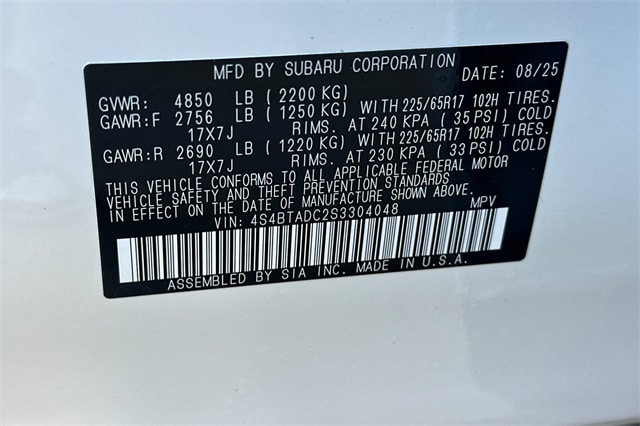 MFD BY SUBARU CORPORATION DATE: 08/25
GVWR: 4850 LB (2200 KG)
GAWR:F 2756 LB (1250 KG) WITH 225/65R17 102H TIRES.
17X7J RIMS. AT 240 KPA (35 PSI) COLD
GAWR:R 2690 LB (1220 KG) WITH 225/65R17 102H TIRES.
17X7J RIMS. AT 230 KPA (33 PSI) COLD
THIS VEHICLE CONFORMS TO ALL APPLICABLE FEDERAL MOTOR
VEHICLE SAFETY AND THEFT PREVENTION STANDARDS
IN EFFECT ON THE DATE OF MANUFACTURE SHOWN ABOVE.
VIN: 4S4BTADC2S3304048 MPV
ASSEMBLED BY SIA INC. MADE IN U.S.A.